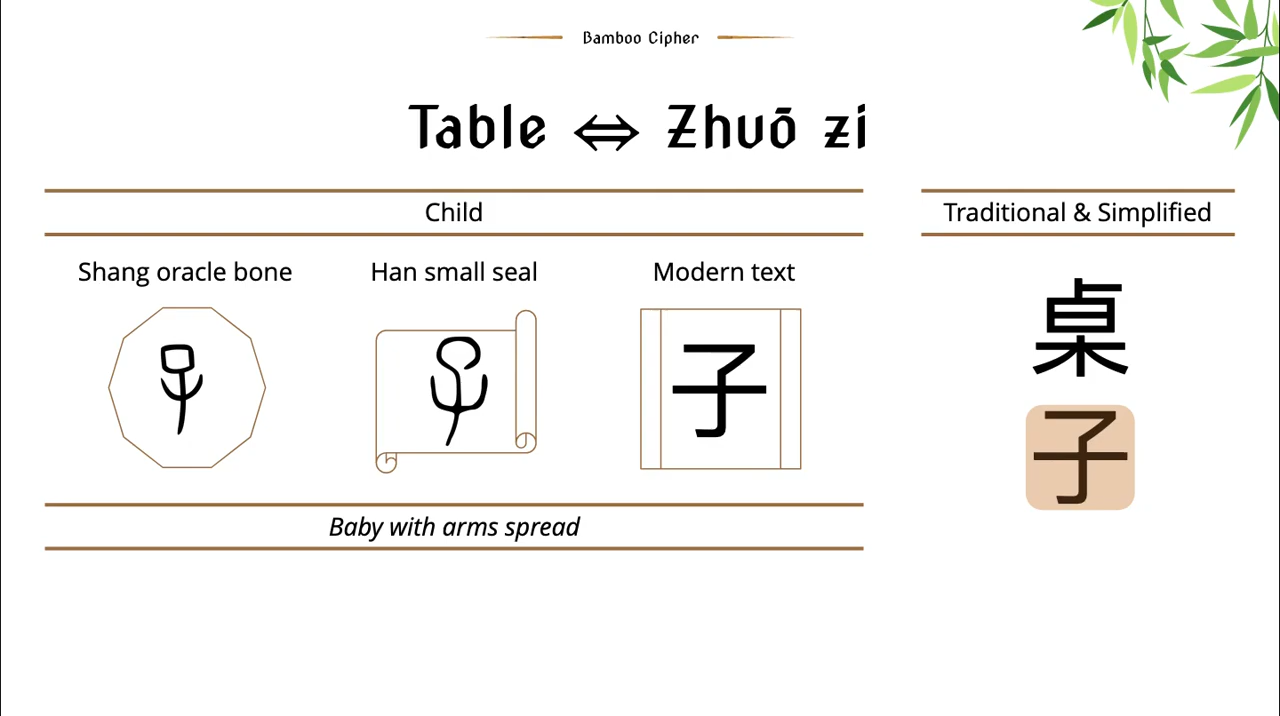 Bamboo Cipher
Table ⇔ Zhuō zi
Child
Traditional & Simplified
Shang oracle bone
Han small seal
Modern text
子
桌
子
Baby with arms spread